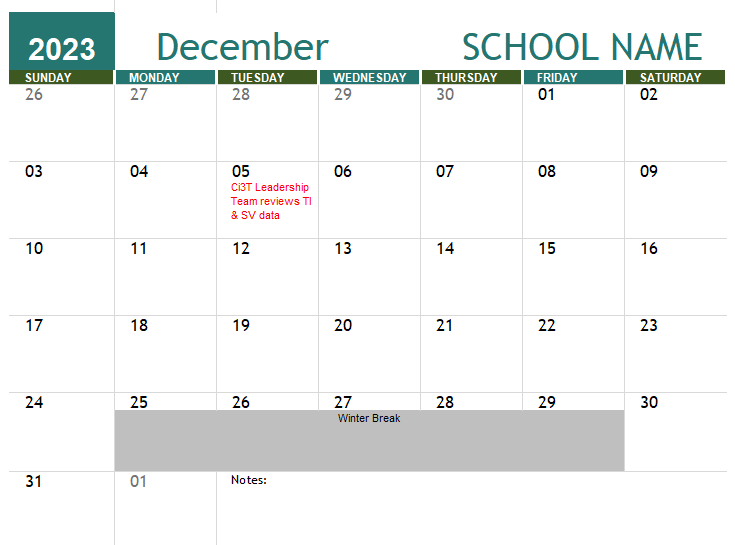 2023 December SCHOOL NAME
SUNDAY MONDAY TUESDAY WEDNESDAY THURSDAY FRIDAY SATURDAY
26 27 28 29 30 01 02
03 04 05 06 07 08 09
Ci3T Leadership
Team reviews TI
& SV data
10 11 12 13 14 15 16
17 18 19 20 21 22 23
24 25 26 27 28 29 30
Winter Break
31 01 Notes: